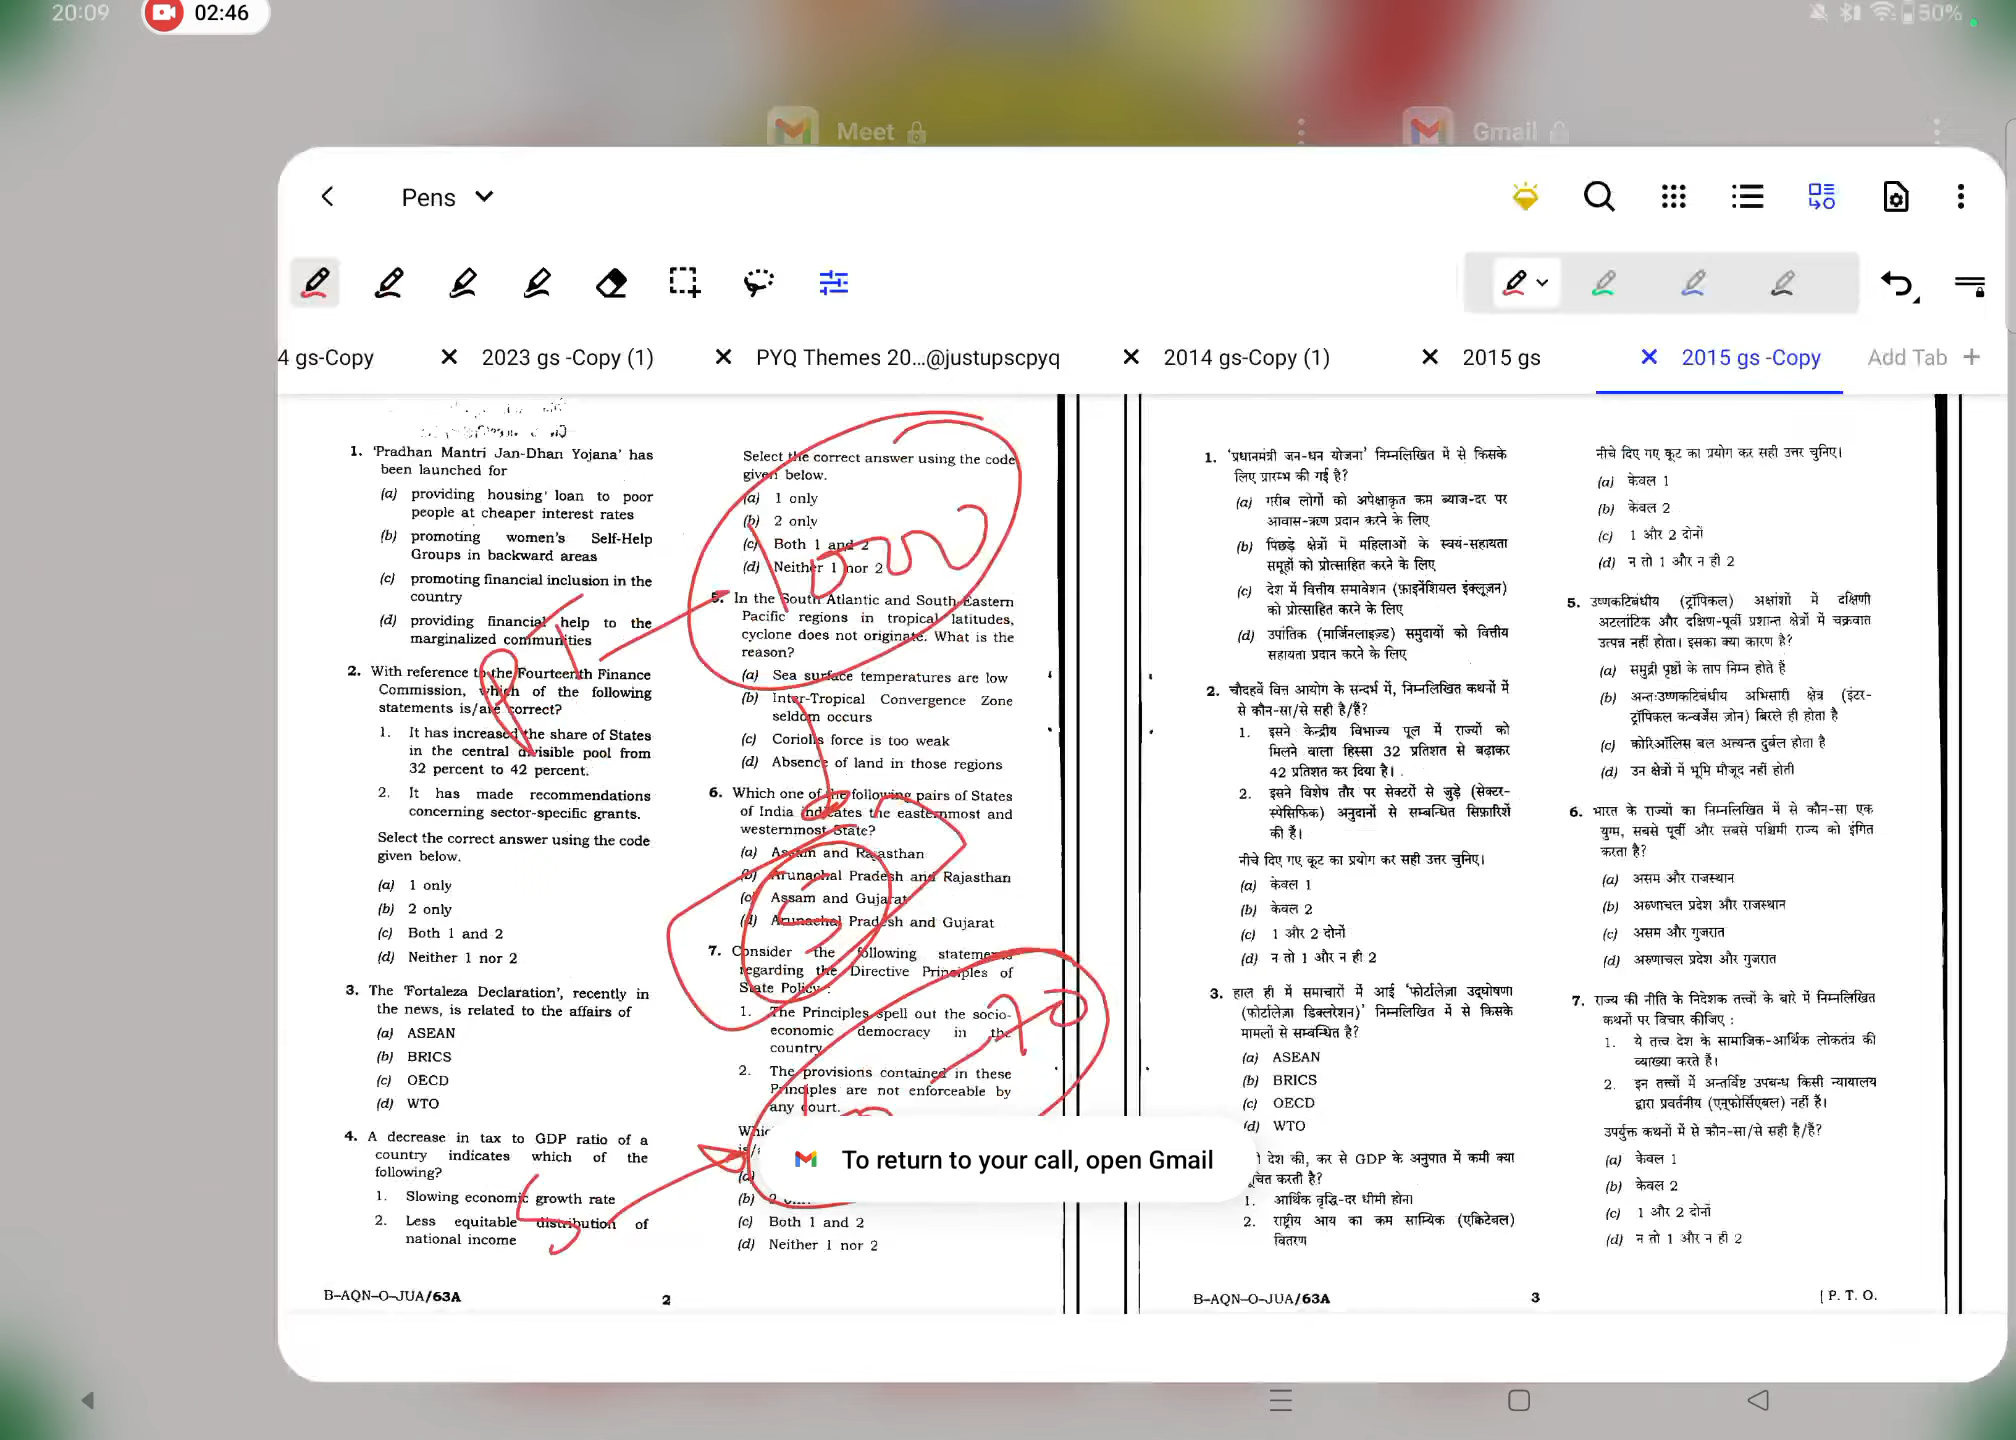 20:09
02:46
50%
Meet
Gmail
Pens
4 gs-Copy
2023 gs -Copy (1)
PYQ Themes 20...@justupscpyq
2014 gs-Copy (1)
2015 gs
2015 gs -Copy
Add Tab +
1. 'Pradhan Mantri Jan-Dhan Yojana' has
been launched for
(a) providing housing loan to poor
people at cheaper interest rates
(b) promoting women's Self-Help
Groups in backward areas
(c) promoting financial inclusion in the
country
(d) providing financial help to the
marginalized communities
2. With reference to the Fourteenth Finance
Commission, which of the following
statements is/are correct?
1. It has increased the share of States
in the central divisible pool from
32 percent to 42 percent.
2. It has made recommendations
concerning sector-specific grants.
Select the correct answer using the code
given below.
(a) 1 only
(b) 2 only
(c) Both 1 and 2
(d) Neither 1 nor 2
3. The 'Fortaleza Declaration', recently in
the news, is related to the affairs of
(a) ASEAN
(b) BRICS
(c) OECD
(d) WTO
4. A decrease in tax to GDP ratio of a
country indicates which of the
following?
1. Slowing economic growth rate
2. Less equitable distribution of
national income
B-AQN-O-JUA/63A
2
Select the correct answer using the code
given below.
(a) 1 only
(b) 2 only
(c) Both 1 and 2
(d) Neither 1 nor 2
5. In the South Atlantic and South-Eastern
Pacific regions in tropical latitudes,
cyclone does not originate. What is the
reason?
(a) Sea surface temperatures are low
(b) Inter-Tropical Convergence Zone
seldom occurs
(c) Coriolis force is too weak
(d) Absence of land in those regions
6. Which one of the following pairs of States
of India indicates the easternmost and
westernmost State?
(a) Assam and Rajasthan
(b) Arunachal Pradesh and Rajasthan
(c) Assam and Gujarat
(d) Arunachal Pradesh and Gujarat
7. Consider the following statements
regarding the Directive Principles of
State Policy :
1. The Principles spell out the socio-
economic democracy in the
country
2. The provisions contained in these
Principles are not enforceable by
any court.
(c) Both 1 and 2
(d) Neither 1 nor 2
PT
To return to your call, open Gmail
1. 'प्रधानमंत्री जन-धन योजना' निम्नलिखित में से किसके
लिए प्रारम्भ की गई है?
(a) ग़रीब लोगों को अपेक्षाकृत कम ब्याज-दर पर
आवास-ऋण प्रदान करने के लिए
(b) पिछड़े क्षेत्रों में महिलाओं के स्वयं-सहायता
समूहों को प्रोत्साहित करने के लिए
(c) देश में वित्तीय समावेशन (फ़ाइनेंशियल इंक्लूज़न)
को प्रोत्साहित करने के लिए
(d) उपांतिक (मार्जिनलाइज़्ड) समुदायों को वित्तीय
सहायता प्रदान करने के लिए
2. चौदहवें वित्त आयोग के सन्दर्भ में, निम्नलिखित कथनों में
से कौन-सा/से सही है/हैं?
1. इसने केन्द्रीय विभाज्य पूल में राज्यों को
मिलने वाला हिस्सा 32 प्रतिशत से बढ़ाकर
42 प्रतिशत कर दिया है।
2. इसने विशेष तौर पर सेक्टरों से जुड़े (सेक्टर-
स्पेसिफिक) अनुदानों से सम्बन्धित सिफ़ारिशें
की हैं।
नीचे दिए गए कूट का प्रयोग कर सही उत्तर चुनिए।
(a) केवल 1
(b) केवल 2
(c) 1 और 2 दोनों
(d) न तो 1 और न ही 2
3. हाल ही में समाचारों में आई 'फोर्टालेज़ा उद्घोषणा
(फोर्टालेज़ा डिक्लरेशन)' निम्नलिखित में से किसके
मामलों से सम्बन्धित है?
(a) ASEAN
(b) BRICS
(c) OECD
(d) WTO
देश की, कर से GDP के अनुपात में कमी क्या
करती है?
1. आर्थिक वृद्धि-दर धीमी होना
2. राष्ट्रीय आय का कम साम्यिक (एक्विटेबल)
वितरण
B-AQN-O-JUA/63A
3
नीचे दिए गए कूट का प्रयोग कर सही उत्तर चुनिए।
(a) केवल 1
(b) केवल 2
(c) 1 और 2 दोनों
(d) न तो 1 और न ही 2
5. उष्णकटिबंधीय (ट्रॉपिकल) अक्षांशों में दक्षिणी
अटलांटिक और दक्षिण-पूर्वी प्रशान्त क्षेत्रों में चक्रवात
उत्पन्न नहीं होता। इसका क्या कारण है?
(a) समुद्री पृष्ठों के ताप निम्न होते हैं
(b) अन्तःउष्णकटिबंधीय अभिसारी क्षेत्र (इंटर-
ट्रॉपिकल कन्वर्जेंस ज़ोन) बिरले ही होता है
(c) कोरिऑलिस बल अत्यन्त दुर्बल होता है
(d) उन क्षेत्रों में भूमि मौजूद नहीं होती
6. भारत के राज्यों का निम्नलिखित में से कौन-सा एक
युग्म, सबसे पूर्वी और सबसे पश्चिमी राज्य को इंगित
करता है?
(a) असम और राजस्थान
(b) अरुणाचल प्रदेश और राजस्थान
(c) असम और गुजरात
(d) अरुणाचल प्रदेश और गुजरात
7. राज्य की नीति के निदेशक तत्त्वों के बारे में निम्नलिखित
कथनों पर विचार कीजिए :
1. ये तत्त्व देश के सामाजिक-आर्थिक लोकतंत्र की
व्याख्या करते हैं।
2. इन तत्त्वों में अन्तर्विष्ट उपबन्ध किसी न्यायालय
द्वारा प्रवर्तनीय (एन्फोर्सिएबल) नहीं हैं।
उपर्युक्त कथनों में से कौन-सा/से सही है/हैं?
(a) केवल 1
(b) केवल 2
(c) 1 और 2 दोनों
(d) न तो 1 और न ही 2
[ P. T. O.